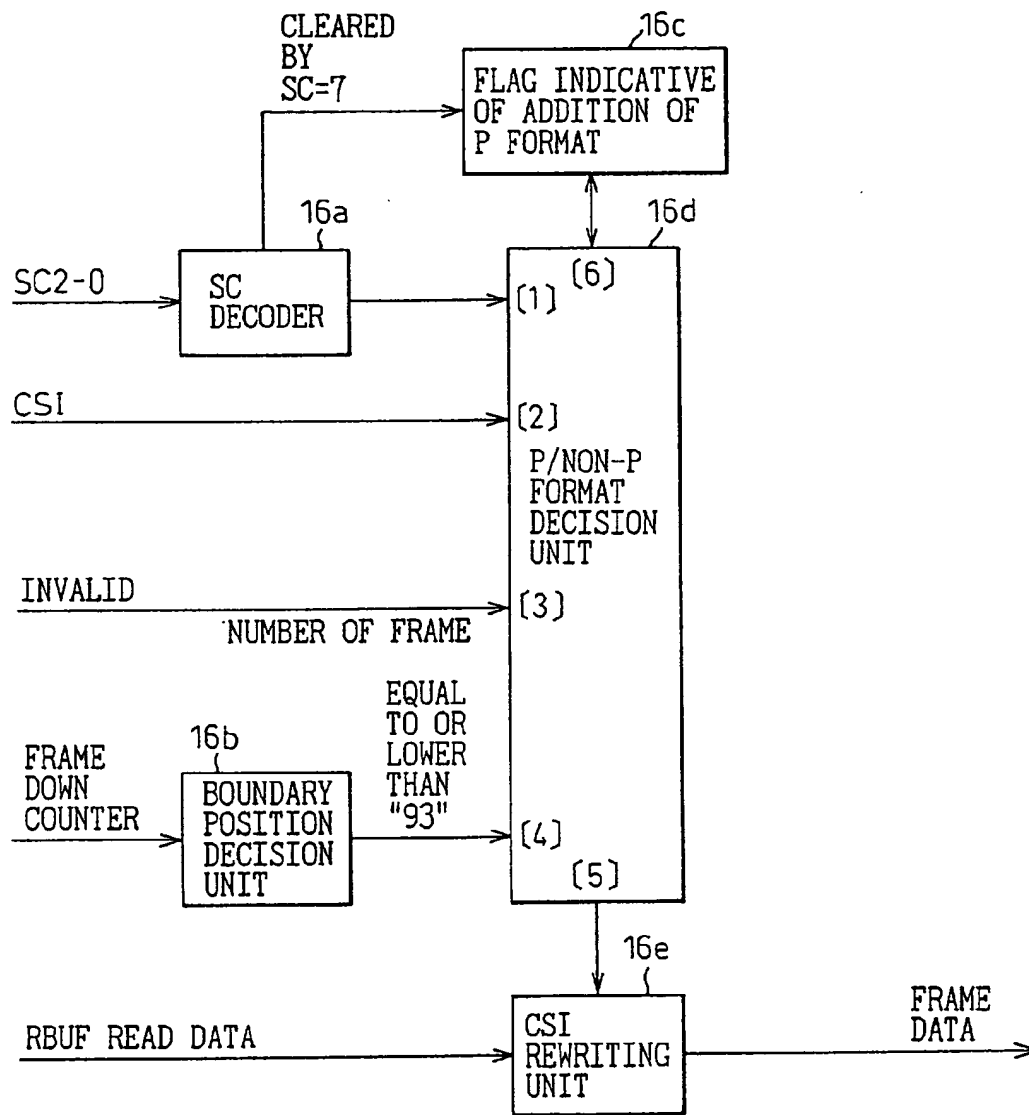 CLEARED
BY
SC=7
16c
FLAG INDICATIVE
OF ADDITION OF
P FORMAT
16a
16d
SC2-0
SC
DECODER
(6)
(1)
CSI
(2)
P/NON-P
FORMAT
DECISION
UNIT
INVALID
(3)
NUMBER OF FRAME
EQUAL
TO OR
LOWER
THAN
"93"
16b
FRAME
DOWN
COUNTER
BOUNDARY
POSITION
DECISION
UNIT
(4)
(5)
16e
RBUF READ DATA
CSI
REWRITING
UNIT
FRAME
DATA